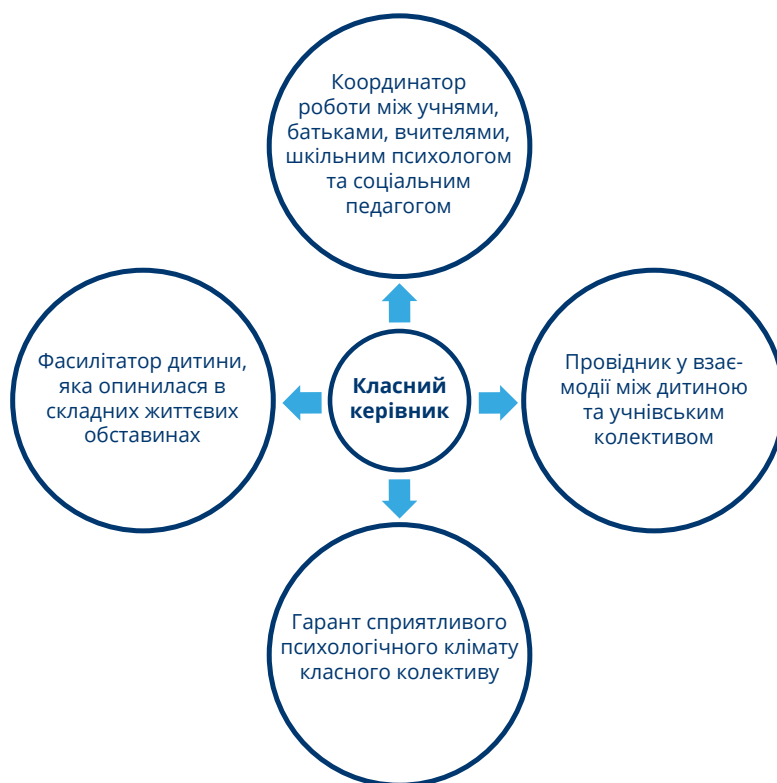 Координатор
роботи між учнями,
батьками, вчителями,
шкільним психологом
та соціальним
педагогом
Фасилітатор дитини,
яка опинилася в
складних життєвих
обставинах
Класний
керівник
Провідник у взає-
модії між дитиною
та учнівським
колективом
Гарант сприятливого
психологічного клімату
класного колективу